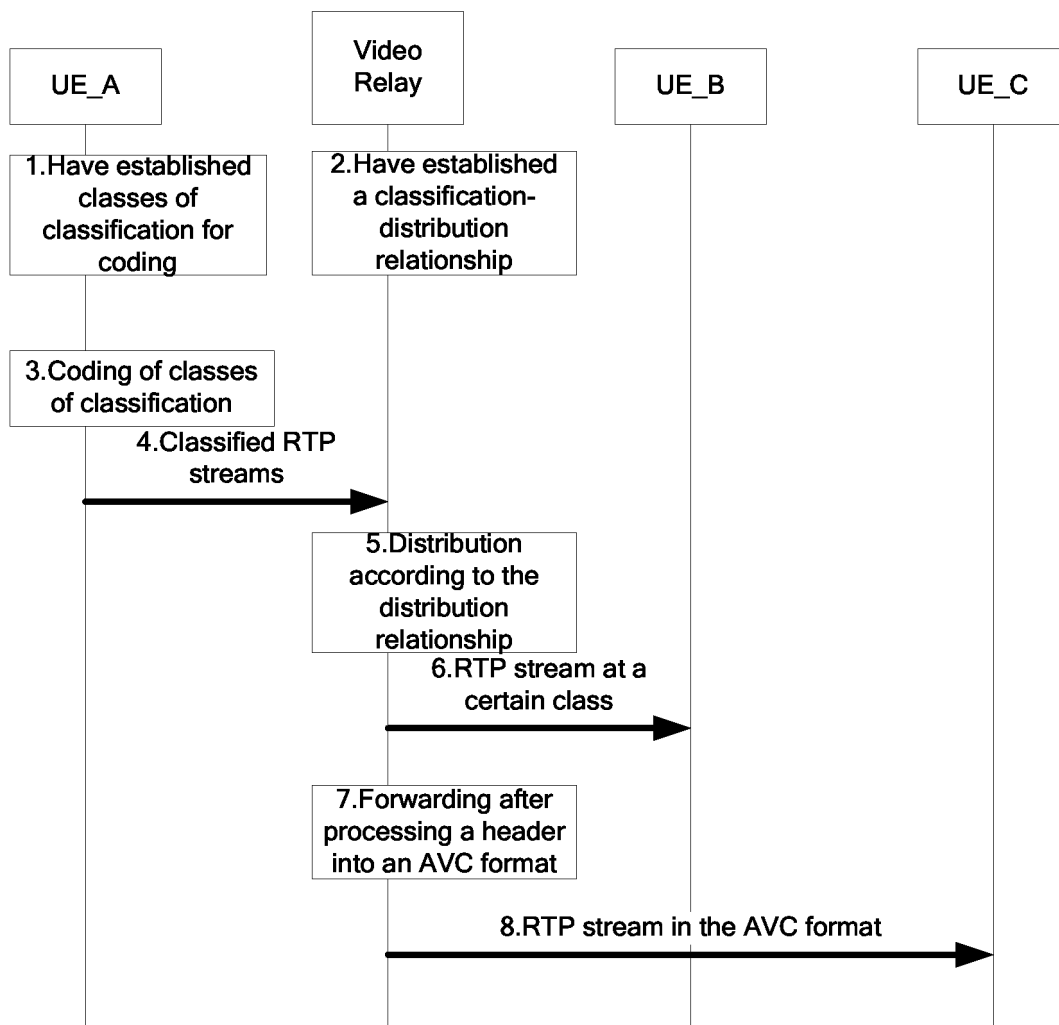 UE_A
Video
Relay
UE_B
UE_C
1.Have established
classes of
classification for
coding
2.Have established
a classification-
distribution
relationship
3.Coding of classes
of classification
4.Classified RTP
streams
5.Distribution
according to the
distribution
relationship
6.RTP stream at a
certain class
7.Forwarding after
processing a header
into an AVC format
8.RTP stream in the AVC format